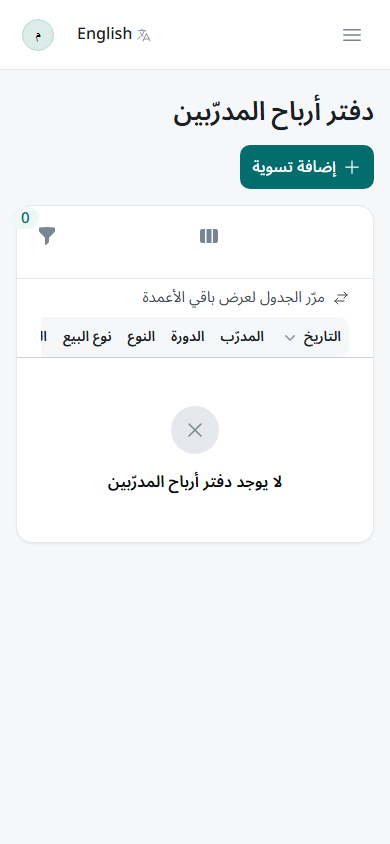 English
م
دفتر أرباح المدرّبين
إضافة تسوية
0
مرّر الجدول لعرض باقي الأعمدة
التاريخ المدرّب الدورة النوع نوع البيع
لا يوجد دفتر أرباح المدرّبين